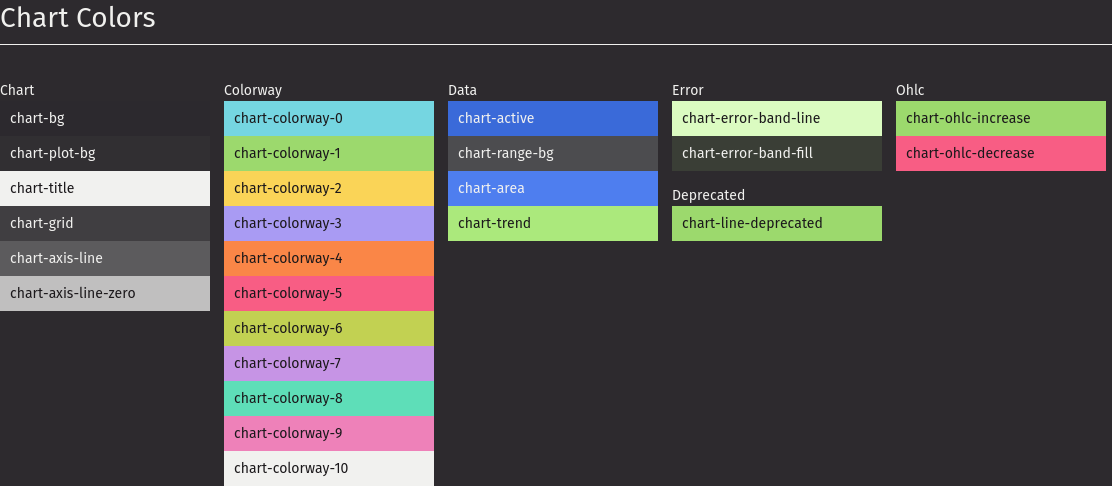 Chart Colors
Chart
chart-bg
chart-plot-bg
chart-title
chart-grid
chart-axis-line
chart-axis-line-zero
Colorway
chart-colorway-0
chart-colorway-1
chart-colorway-2
chart-colorway-3
chart-colorway-4
chart-colorway-5
chart-colorway-6
chart-colorway-7
chart-colorway-8
chart-colorway-9
chart-colorway-10
Data
chart-active
chart-range-bg
chart-area
chart-trend
Error
chart-error-band-line
chart-error-band-fill
Deprecated
chart-line-deprecated
Ohlc
chart-ohlc-increase
chart-ohlc-decrease